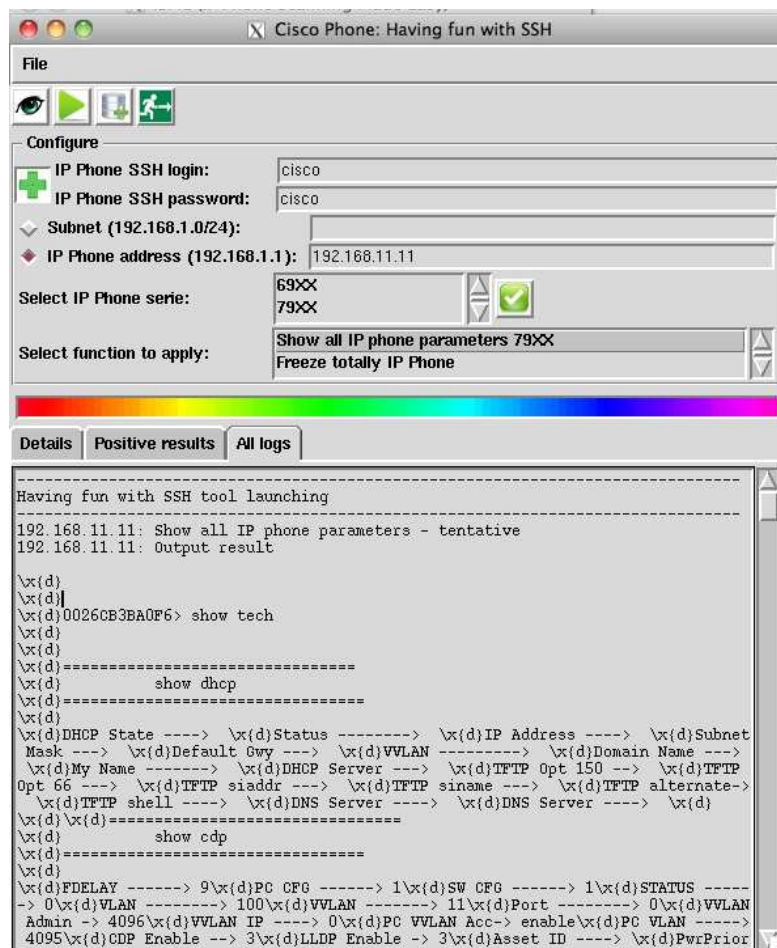 Cisco Phone: Having fun with SSH
File
Configure
IP Phone SSH login: cisco
IP Phone SSH password: cisco
Subnet (192.168.1.0/24):
IP Phone address (192.168.1.1): 192.168.11.11
Select IP Phone serie:
69XX
79XX
Select function to apply:
Show all IP phone parameters 79XX
Freeze totally IP Phone
Details Positive results All logs
--------------------------------------------------------------------------------
Having fun with SSH tool launching
--------------------------------------------------------------------------------
192.168.11.11: Show all IP phone parameters - tentative
192.168.11.11: Output result
\x{d}
\x{d}
\x{d}0026CB3BA0F6> show tech
\x{d}
\x{d}
\x{d}================================
\x{d} show dhcp
\x{d}=================================
\x{d}
\x{d}DHCP State ----> \x{d}Status --------> \x{d}IP Address ----> \x{d}Subnet
Mask ---> \x{d}Default Gwy ---> \x{d}VVLAN ---------> \x{d}Domain Name --->
\x{d}My Name -------> \x{d}DHCP Server ---> \x{d}TFTP Opt 150 --> \x{d}TFTP
Opt 66 ---> \x{d}TFTP siaddr ---> \x{d}TFTP siname ---> \x{d}TFTP alternate->
\x{d}TFTP shell ----> \x{d}DNS Server ----> \x{d}DNS Server ----> \x{d}
\x{d}\x{d}================================
\x{d} show cdp
\x{d}=================================
\x{d}
\x{d}FDELAY ------> 9\x{d}PC CFG ------> 1\x{d}SW CFG ------> 1\x{d}STATUS -----
-> 0\x{d}VLAN --------> 100\x{d}VVLAN -------> 11\x{d}Port --------> 0\x{d}VVLAN
Admin -> 4096\x{d}VVLAN IP ----> 0\x{d}PC VVLAN Acc-> enable\x{d}PC VLAN ----->
4095\x{d}CDP Enable --> 3\x{d}LLDP Enable -> 3\x{d}Asset ID ----> \x{d}PwrPrior